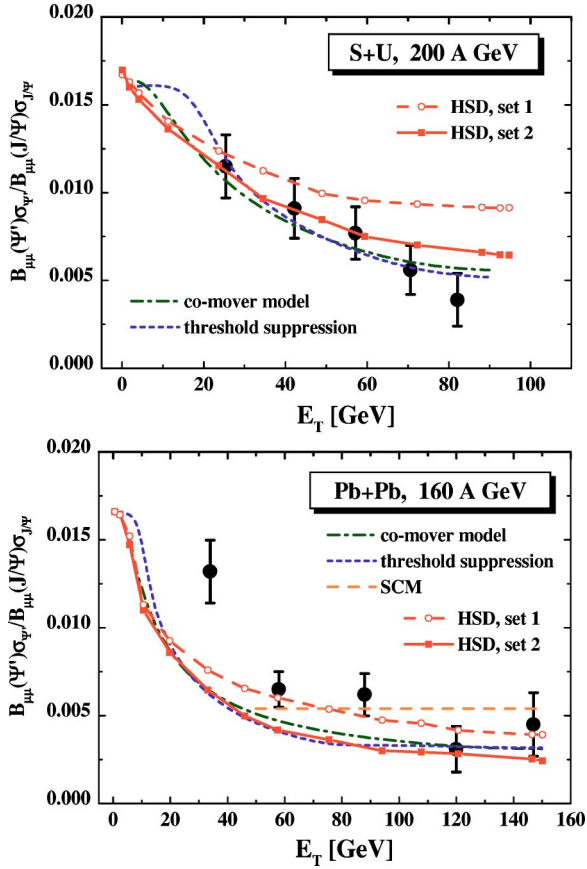 0.020
0.015
0.010
0.005
0.000
B_μμ(Ψ')σ_Ψ'/B_μμ(J/Ψ)σ_J/Ψ
S+U, 200 A GeV
HSD, set 1
HSD, set 2
co-mover model
threshold suppression
0 20 40 60 80 100
E_T [GeV]
0.020
0.015
0.010
0.005
0.000
B_μμ(Ψ')σ_Ψ'/B_μμ(J/Ψ)σ_J/Ψ
Pb+Pb, 160 A GeV
co-mover model
threshold suppression
SCM
HSD, set 1
HSD, set 2
0 20 40 60 80 100 120 140 160
E_T [GeV]